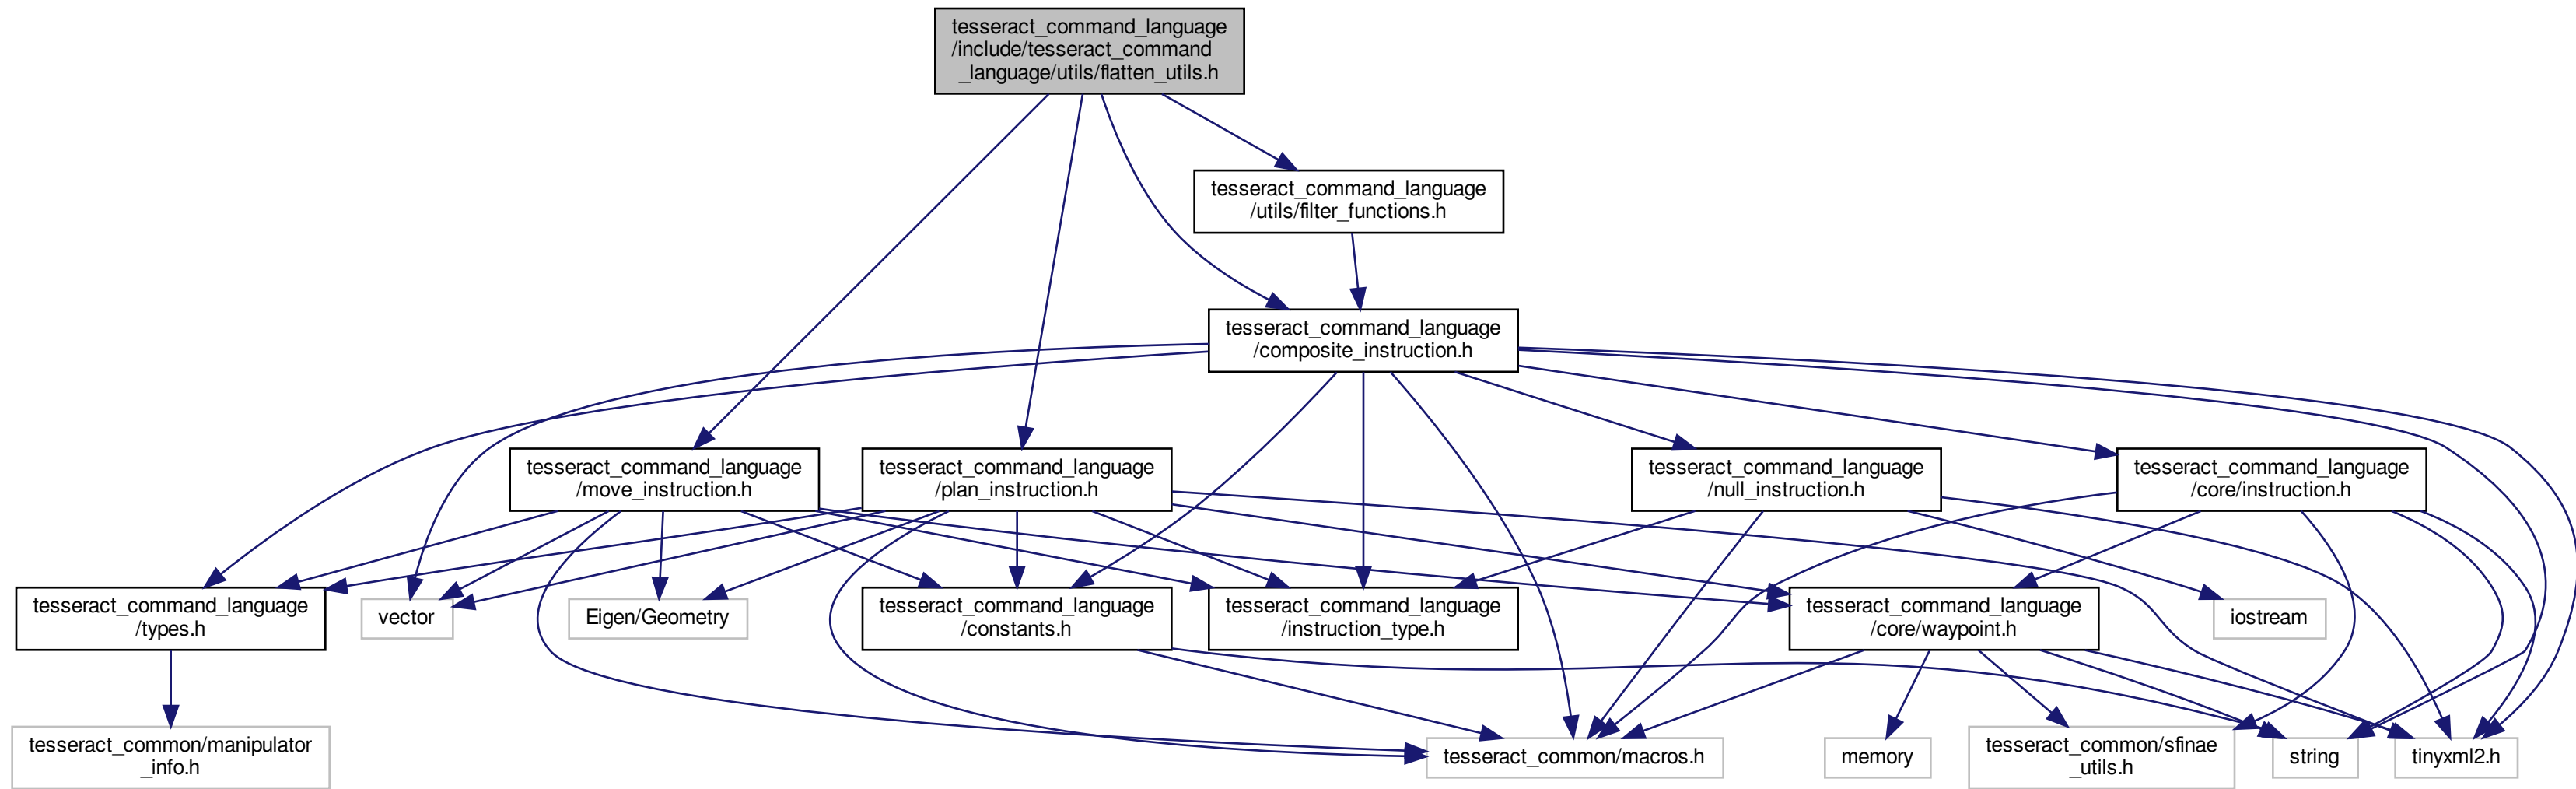 tesseract_command_language
/include/tesseract_command
_language/utils/flatten_utils.h
tesseract_command_language
/utils/filter_functions.h
tesseract_command_language
/composite_instruction.h
tesseract_command_language
/move_instruction.h
tesseract_command_language
/plan_instruction.h
tesseract_command_language
/null_instruction.h
tesseract_command_language
/core/instruction.h
tesseract_command_language
/types.h
vector
Eigen/Geometry
tesseract_command_language
/constants.h
tesseract_command_language
/instruction_type.h
tesseract_command_language
/core/waypoint.h
iostream
tesseract_common/manipulator
_info.h
tesseract_common/macros.h
memory
tesseract_common/sfinae
_utils.h
string
tinyxml2.h